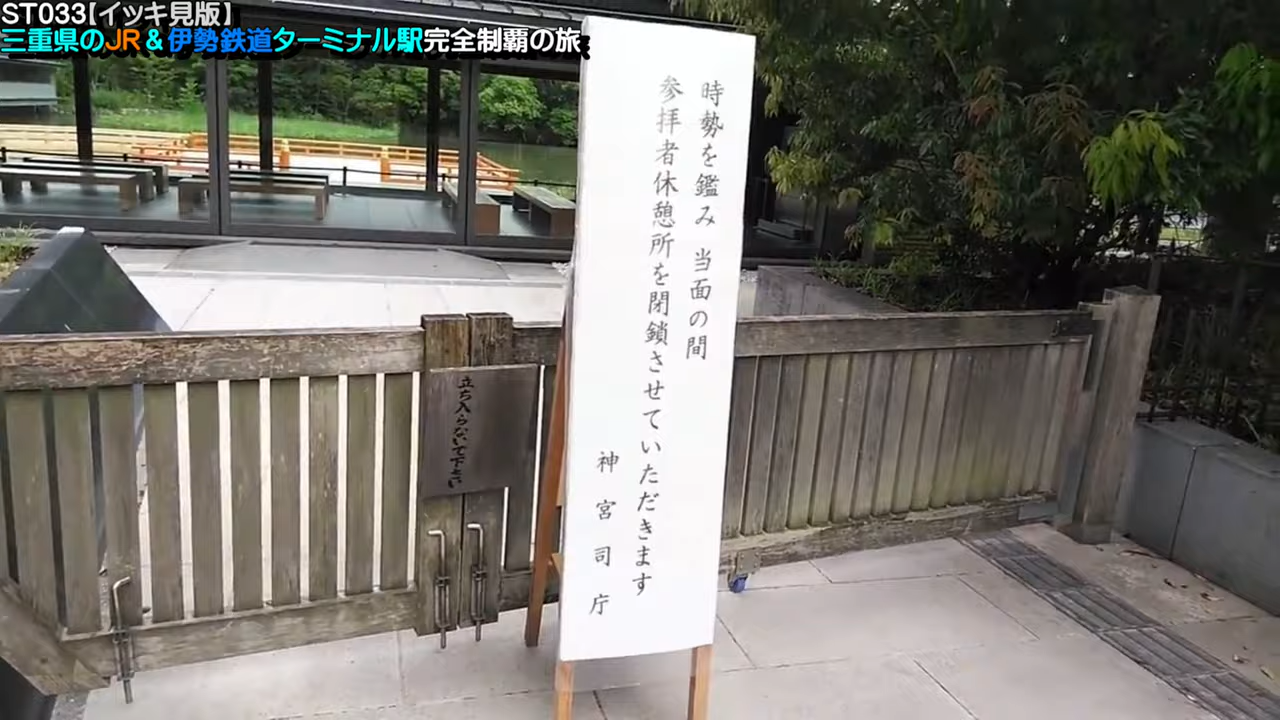 ST033【イッキ見版】
三重県のJR&伊勢鉄道ターミナル駅完全制覇の旅
時勢を鑑み 当面の間
参拝者休憩所を閉鎖させていただきます
神宮司庁
立ち入らないで下さい